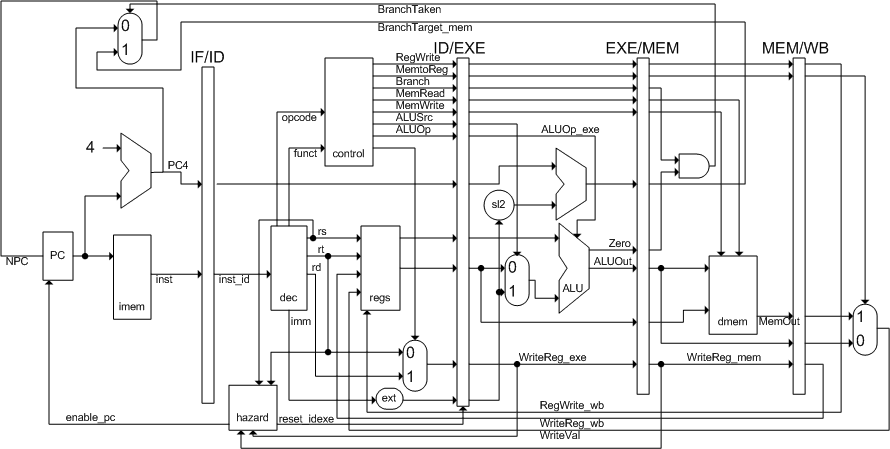 BranchTaken
BranchTarget_mem
0
1
IF/ID
ID/EXE
EXE/MEM
MEM/WB
RegWrite
MemtoReg
Branch
MemRead
MemWrite
ALUSrc
ALUOp
ALUOp_exe
opcode
funct
control
4
PC4
sl2
rs
rt
rd
Zero
ALUOut
ALU
NPC
PC
inst
imem
inst_id
dec
imm
regs
0
1
dmem
MemOut
1
0
0
1
WriteReg_exe
WriteReg_mem
ext
hazard
enable_pc
reset_idexe
RegWrite_wb
WriteReg_wb
WriteVal